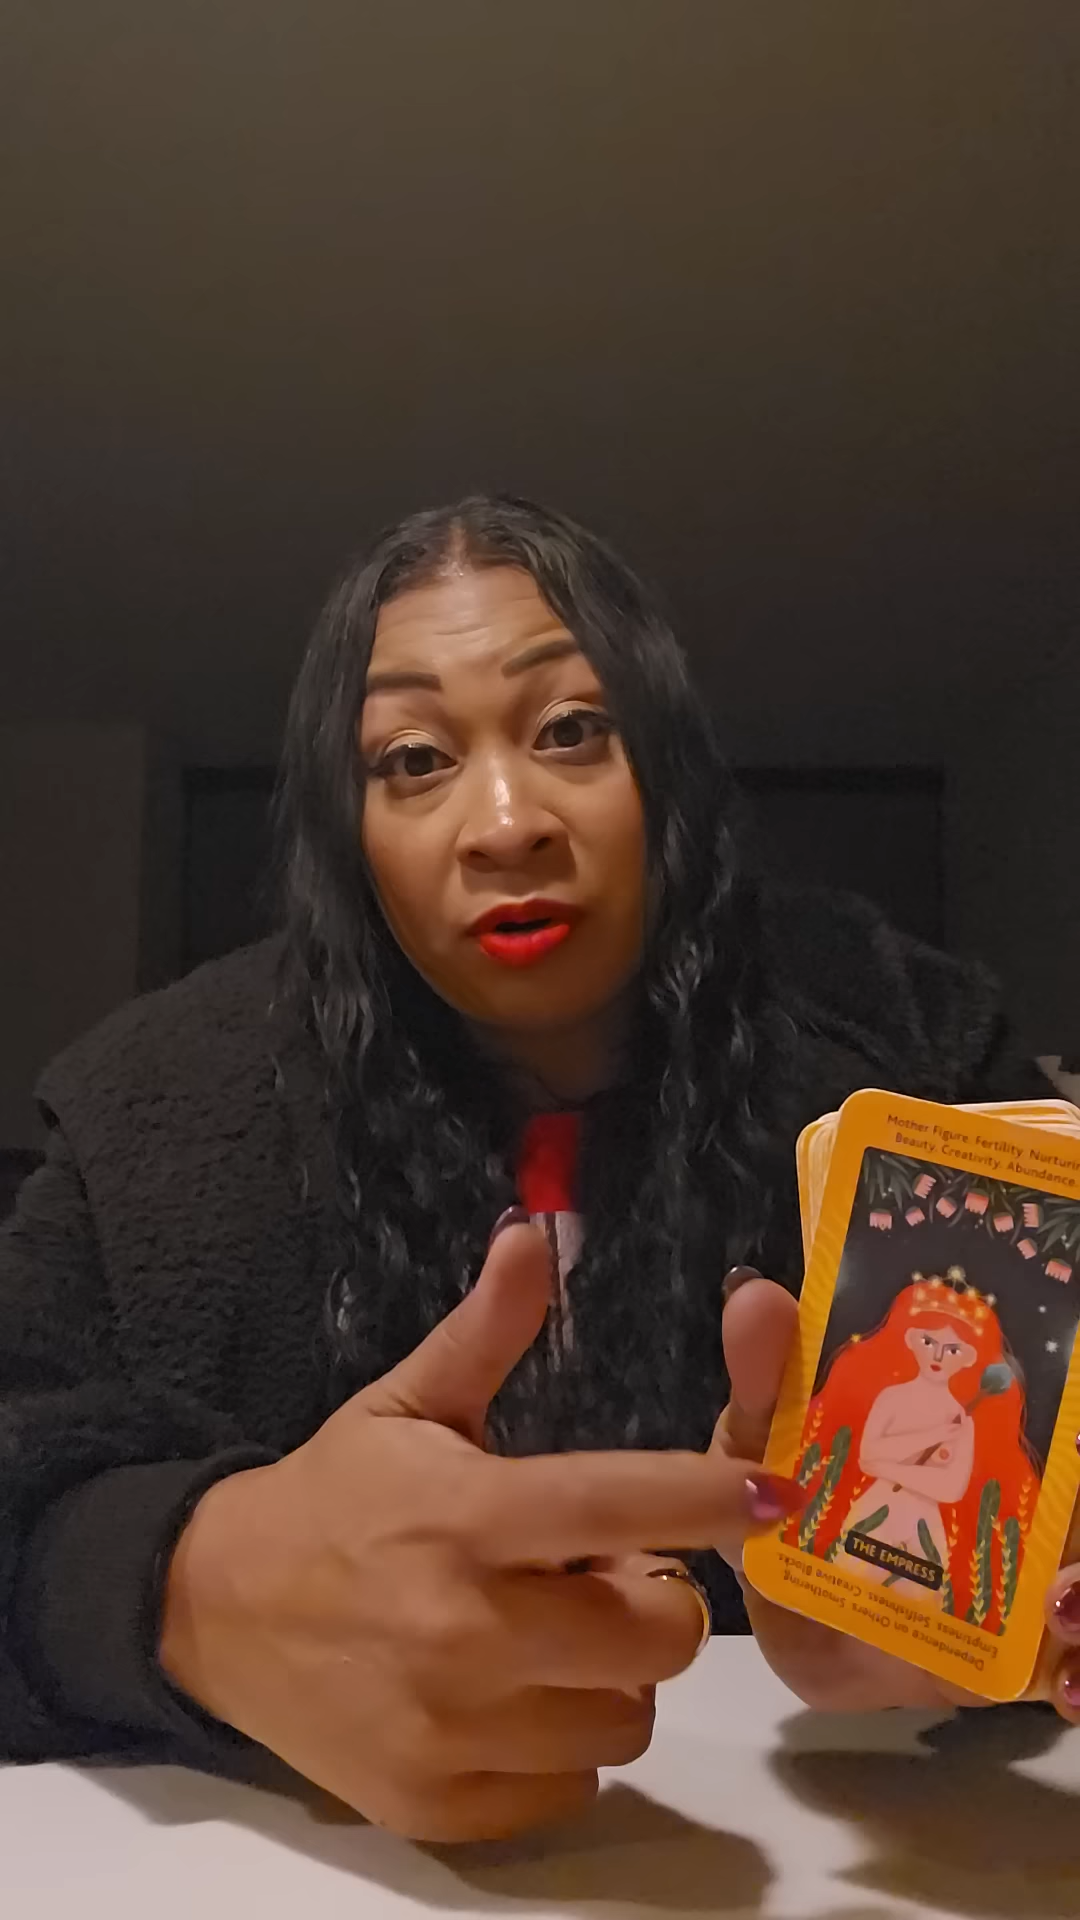 Mother Figure. Fertility. Nurturin
Beauty. Creativity. Abundance.
THE EMPRESS
Dependence on Others. Smothering.
Emptiness. Selfishness. Creative Blocks.